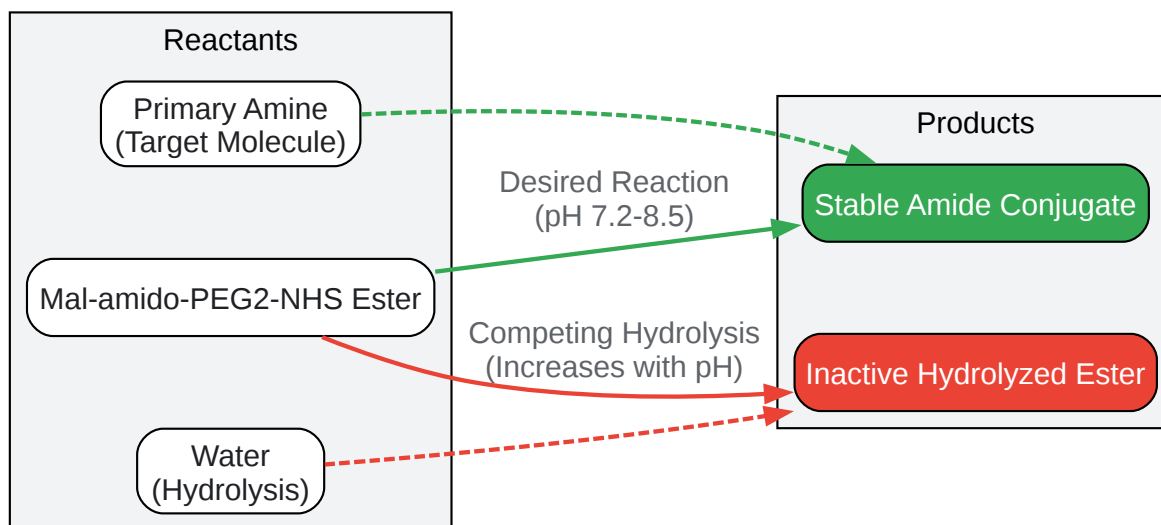 Reactants
Primary Amine
(Target Molecule)
Products
Desired Reaction
(pH 7.2-8.5)
Stable Amide Conjugate
Mal-amido-PEG2-NHS Ester
Competing Hydrolysis
(Increases with pH)
Inactive Hydrolyzed Ester
Water
(Hydrolysis)